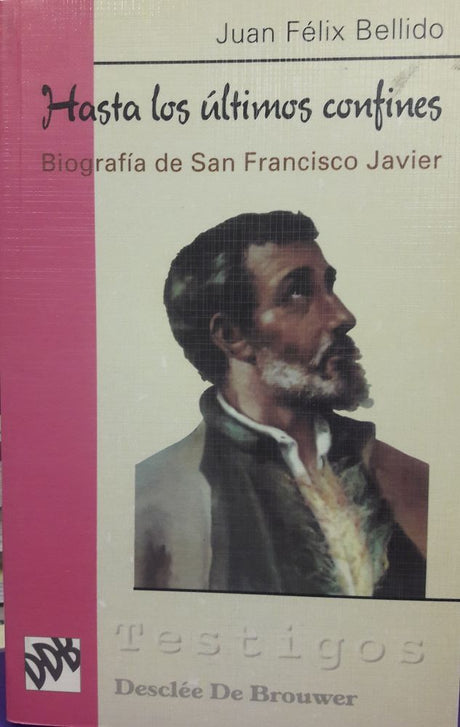 Juan Félix Bellido
Hasta los últimos confines
Biografía de San Francisco Javier
Testigos
DDB
Desclée De Brouwer